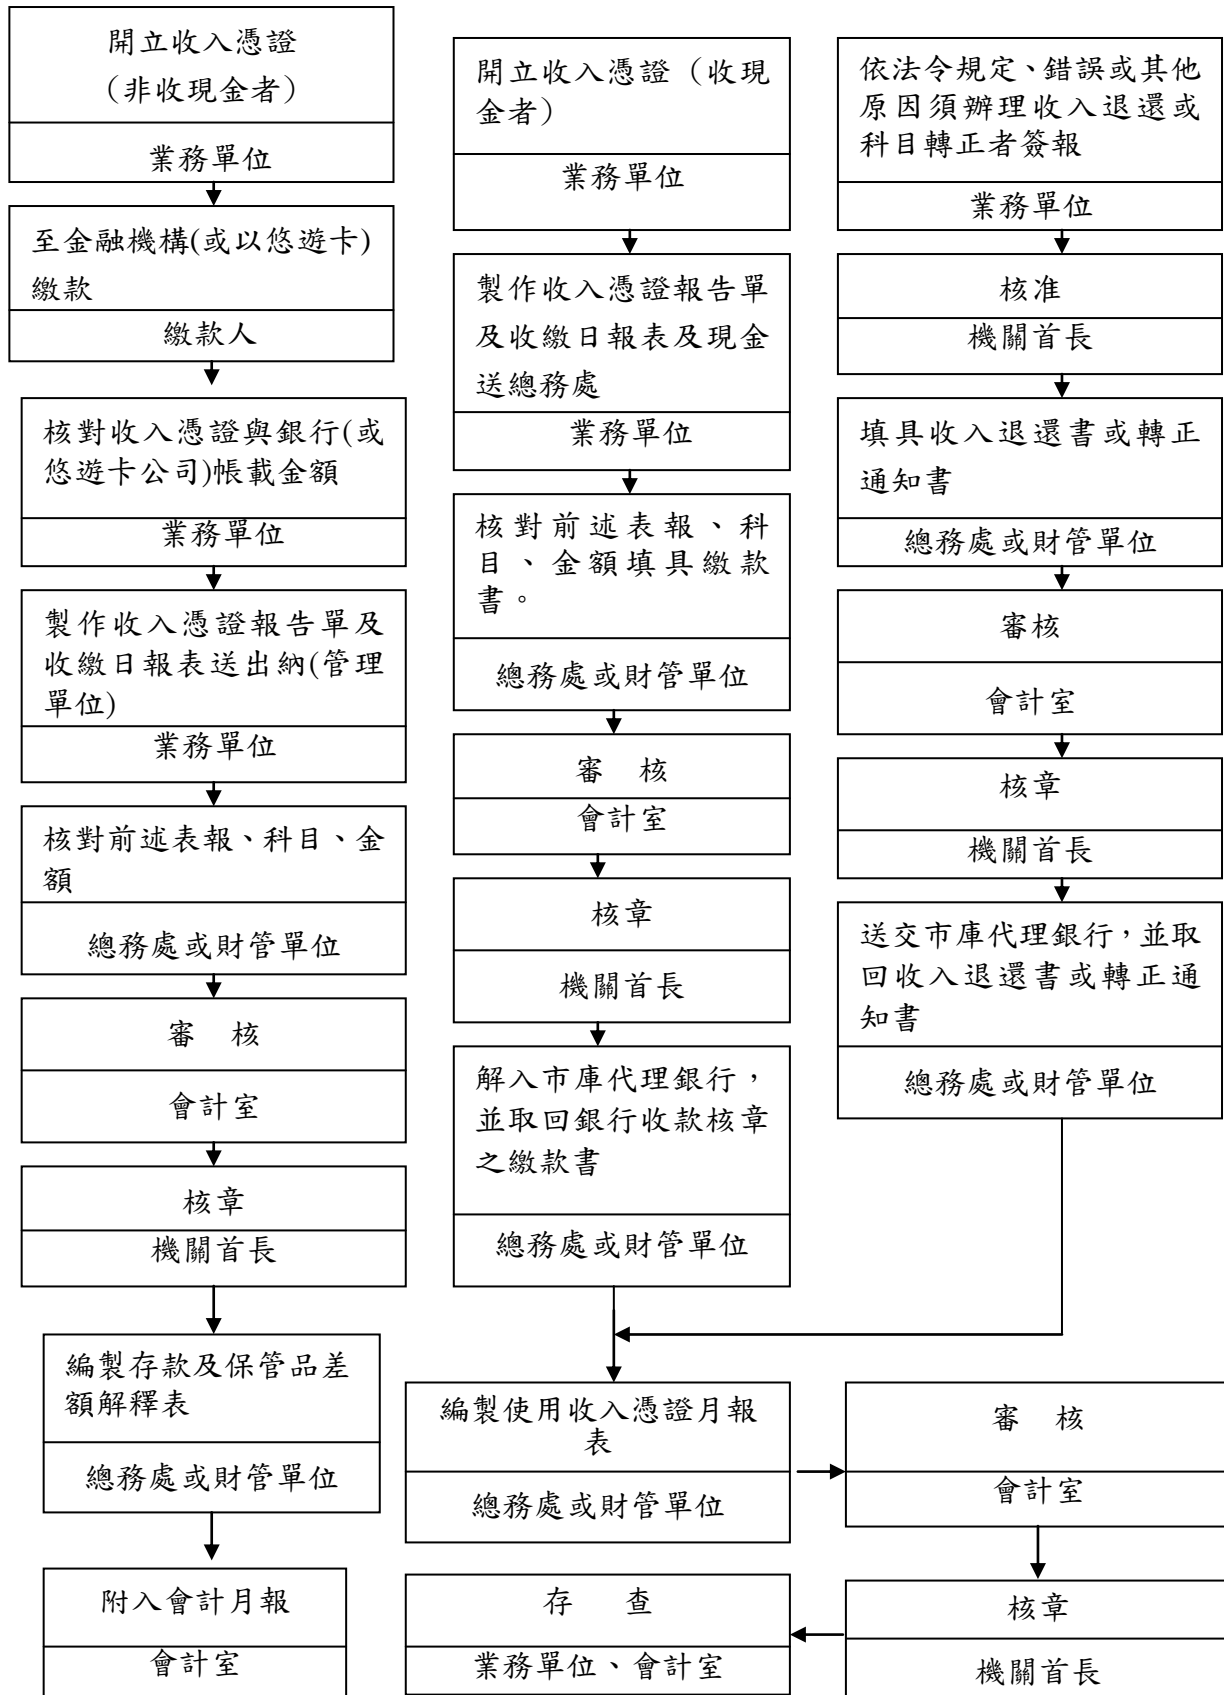 開立收入憑證
（非收現金者）
業務單位
至金融機構(或以悠遊卡)
繳款
繳款人
核對收入憑證與銀行(或
悠遊卡公司)帳載金額
業務單位
製作收入憑證報告單及
收繳日報表送出納(管理
單位)
業務單位
核對前述表報、科目、金
額
總務處或財管單位
審　核
會計室
核章
機關首長
編製存款及保管品差
額解釋表
總務處或財管單位
附入會計月報
會計室
開立收入憑證（收現
金者）
業務單位
製作收入憑證報告單
及收繳日報表及現金
送總務處
業務單位
核對前述表報、科
目、金額填具繳款
書。
總務處或財管單位
審　核
會計室
核章
機關首長
解入市庫代理銀行，
並取回銀行收款核章
之繳款書
總務處或財管單位
編製使用收入憑證月報
表
總務處或財管單位
存　查
業務單位、會計室
依法令規定、錯誤或其他
原因須辦理收入退還或
科目轉正者簽報
業務單位
核准
機關首長
填具收入退還書或轉正
通知書
總務處或財管單位
審核
會計室
核章
機關首長
送交市庫代理銀行，並取
回收入退還書或轉正通
知書
總務處或財管單位
審　核
會計室
核章
機關首長